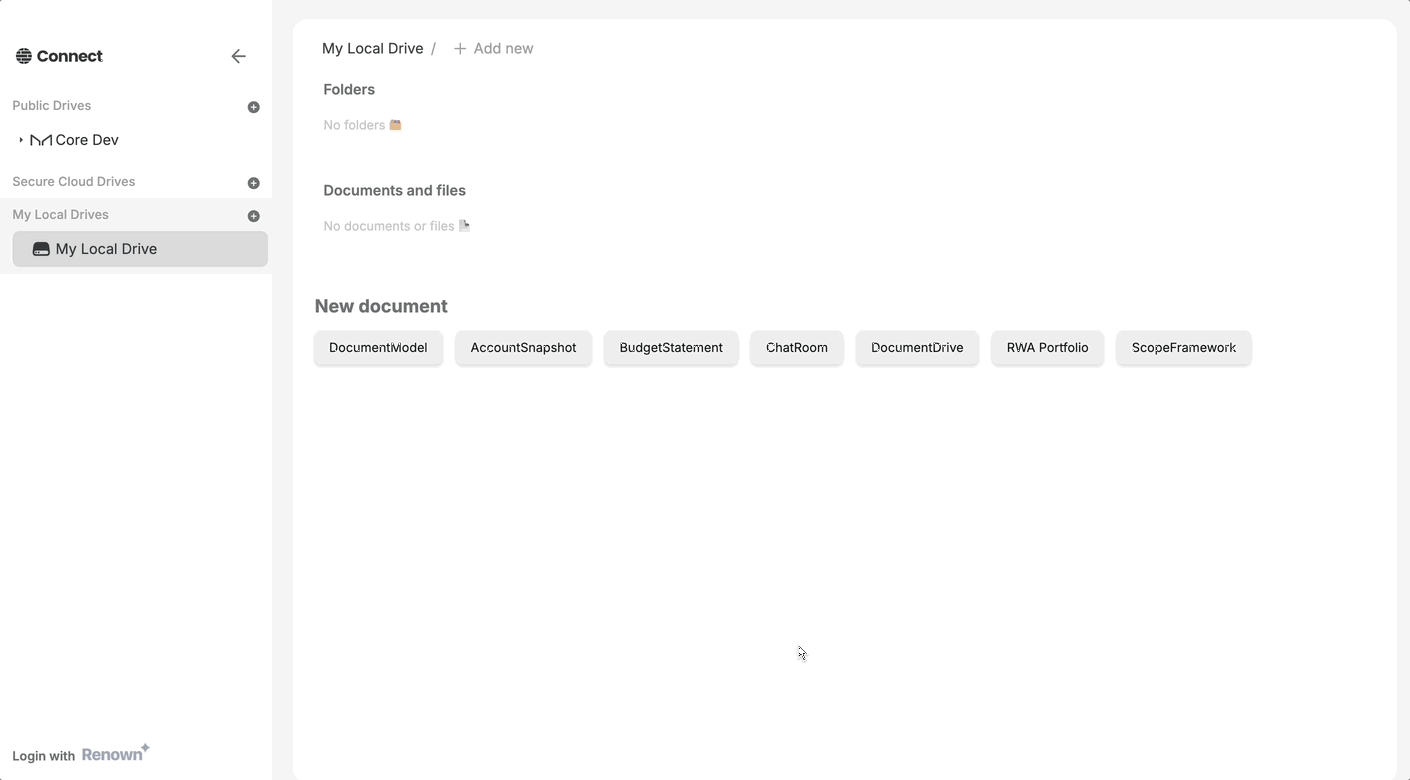 Connect
Public Drives
Core Dev
Secure Cloud Drives
My Local Drives
My Local Drive
Login with Renown
My Local Drive / + Add new
Folders
No folders
Documents and files
No documents or files
New document
DocumentModel AccountSnapshot BudgetStatement ChatRoom DocumentDrive RWA Portfolio ScopeFramework